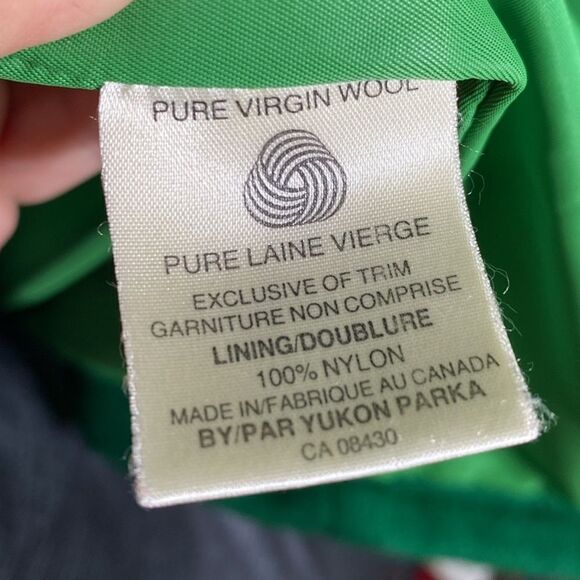 PURE VIRGIN WOOL
PURE LAINE VIERGE
EXCLUSIVE OF TRIM
GARNITURE NON COMPRISE
LINING/DOUBLURE
100% NYLON
MADE IN/FABRIQUE AU CANADA
BY/PAR YUKON PARKA
CA 08430